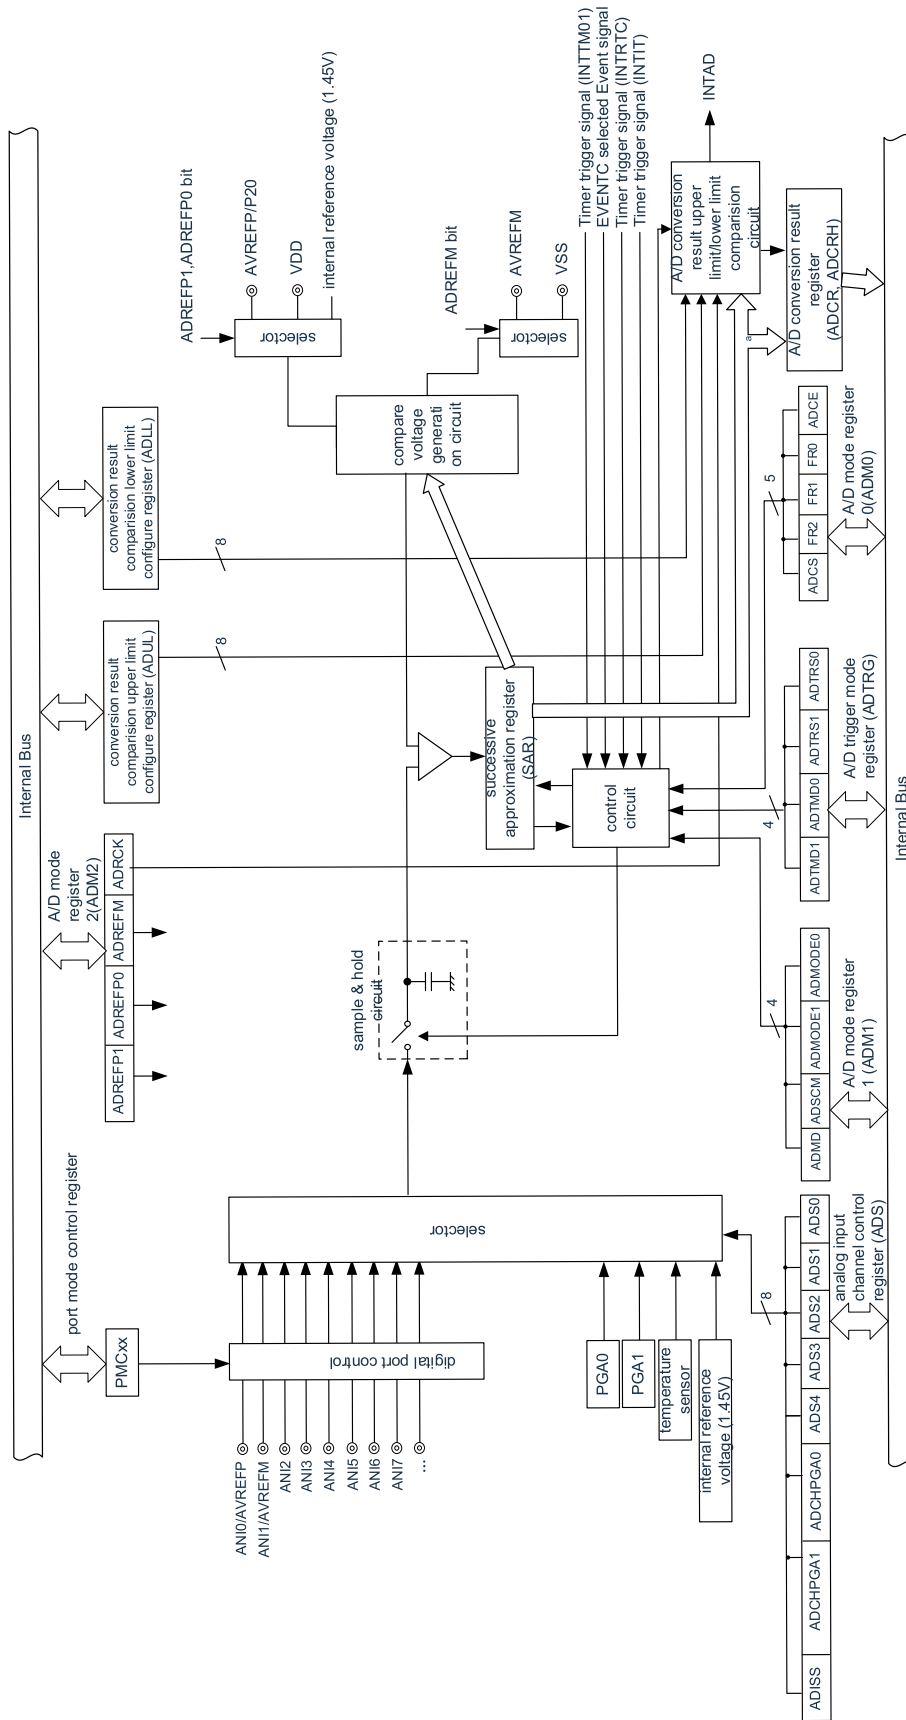 Internal Bus
port mode control register
PMCxx
A/D mode
register
2(ADM2)
ADREFP1
ADREFP0
ADREFM
ADRCK
conversion result
comparision upper limit
configure register (ADUL)
8
conversion result
comparision lower limit
configure register (ADLL)
8
ADREFP1,ADREFP0 bit
AVREFP/P20
VDD
internal reference voltage (1.45V)
selector
ADREFM bit
AVREFM
VSS
selector
compare
voltage
generati
on circuit
ANI0/AVREFP
ANI1/AVREFM
ANI2
ANI3
ANI4
ANI5
ANI6
ANI7
...
digital port control
selector
sample & hold
circuit
successive
approximation register
(SAR)
control
circuit
Timer trigger signal (INTTM01)
EVENTC selected Event signal
Timer trigger signal (INTRTC)
Timer trigger signal (INTIT)
A/D conversion
result upper
limit/lower limit
comparision
circuit
INTAD
a
A/D conversion result
register
(ADCR, ADCRH)
PGA0
PGA1
temperature
sensor
internal reference
voltage (1.45V)
8
4
4
5
ADISS
ADCHPGA1
ADCHPGA0
ADS4
ADS3
ADS2
ADS1
ADS0
analog input
channel control
register (ADS)
ADMD
ADSCM
ADMODE1
ADMODE0
A/D mode register
1 (ADM1)
ADTMD1
ADTMD0
ADTRS1
ADTRS0
A/D trigger mode
register (ADTRG)
ADCS
FR2
FR1
FR0
ADCE
A/D mode register
0(ADM0)
Internal Bus